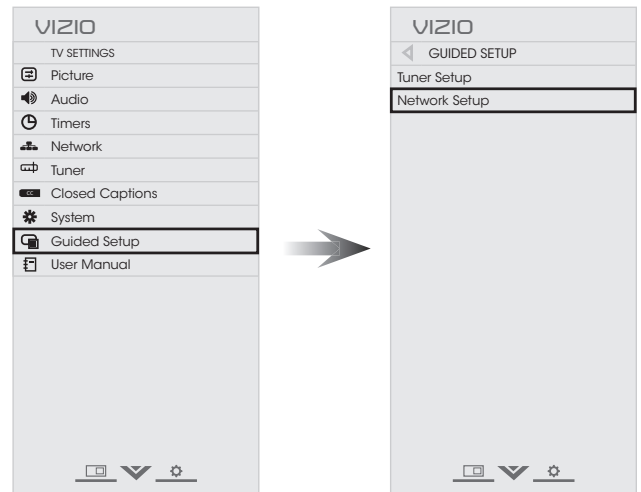 VIZIO
TV SETTINGS
Picture
Audio
Timers
Network
Tuner
CC Closed Captions
System
Guided Setup
User Manual
VIZIO
GUIDED SETUP
Tuner Setup
Network Setup